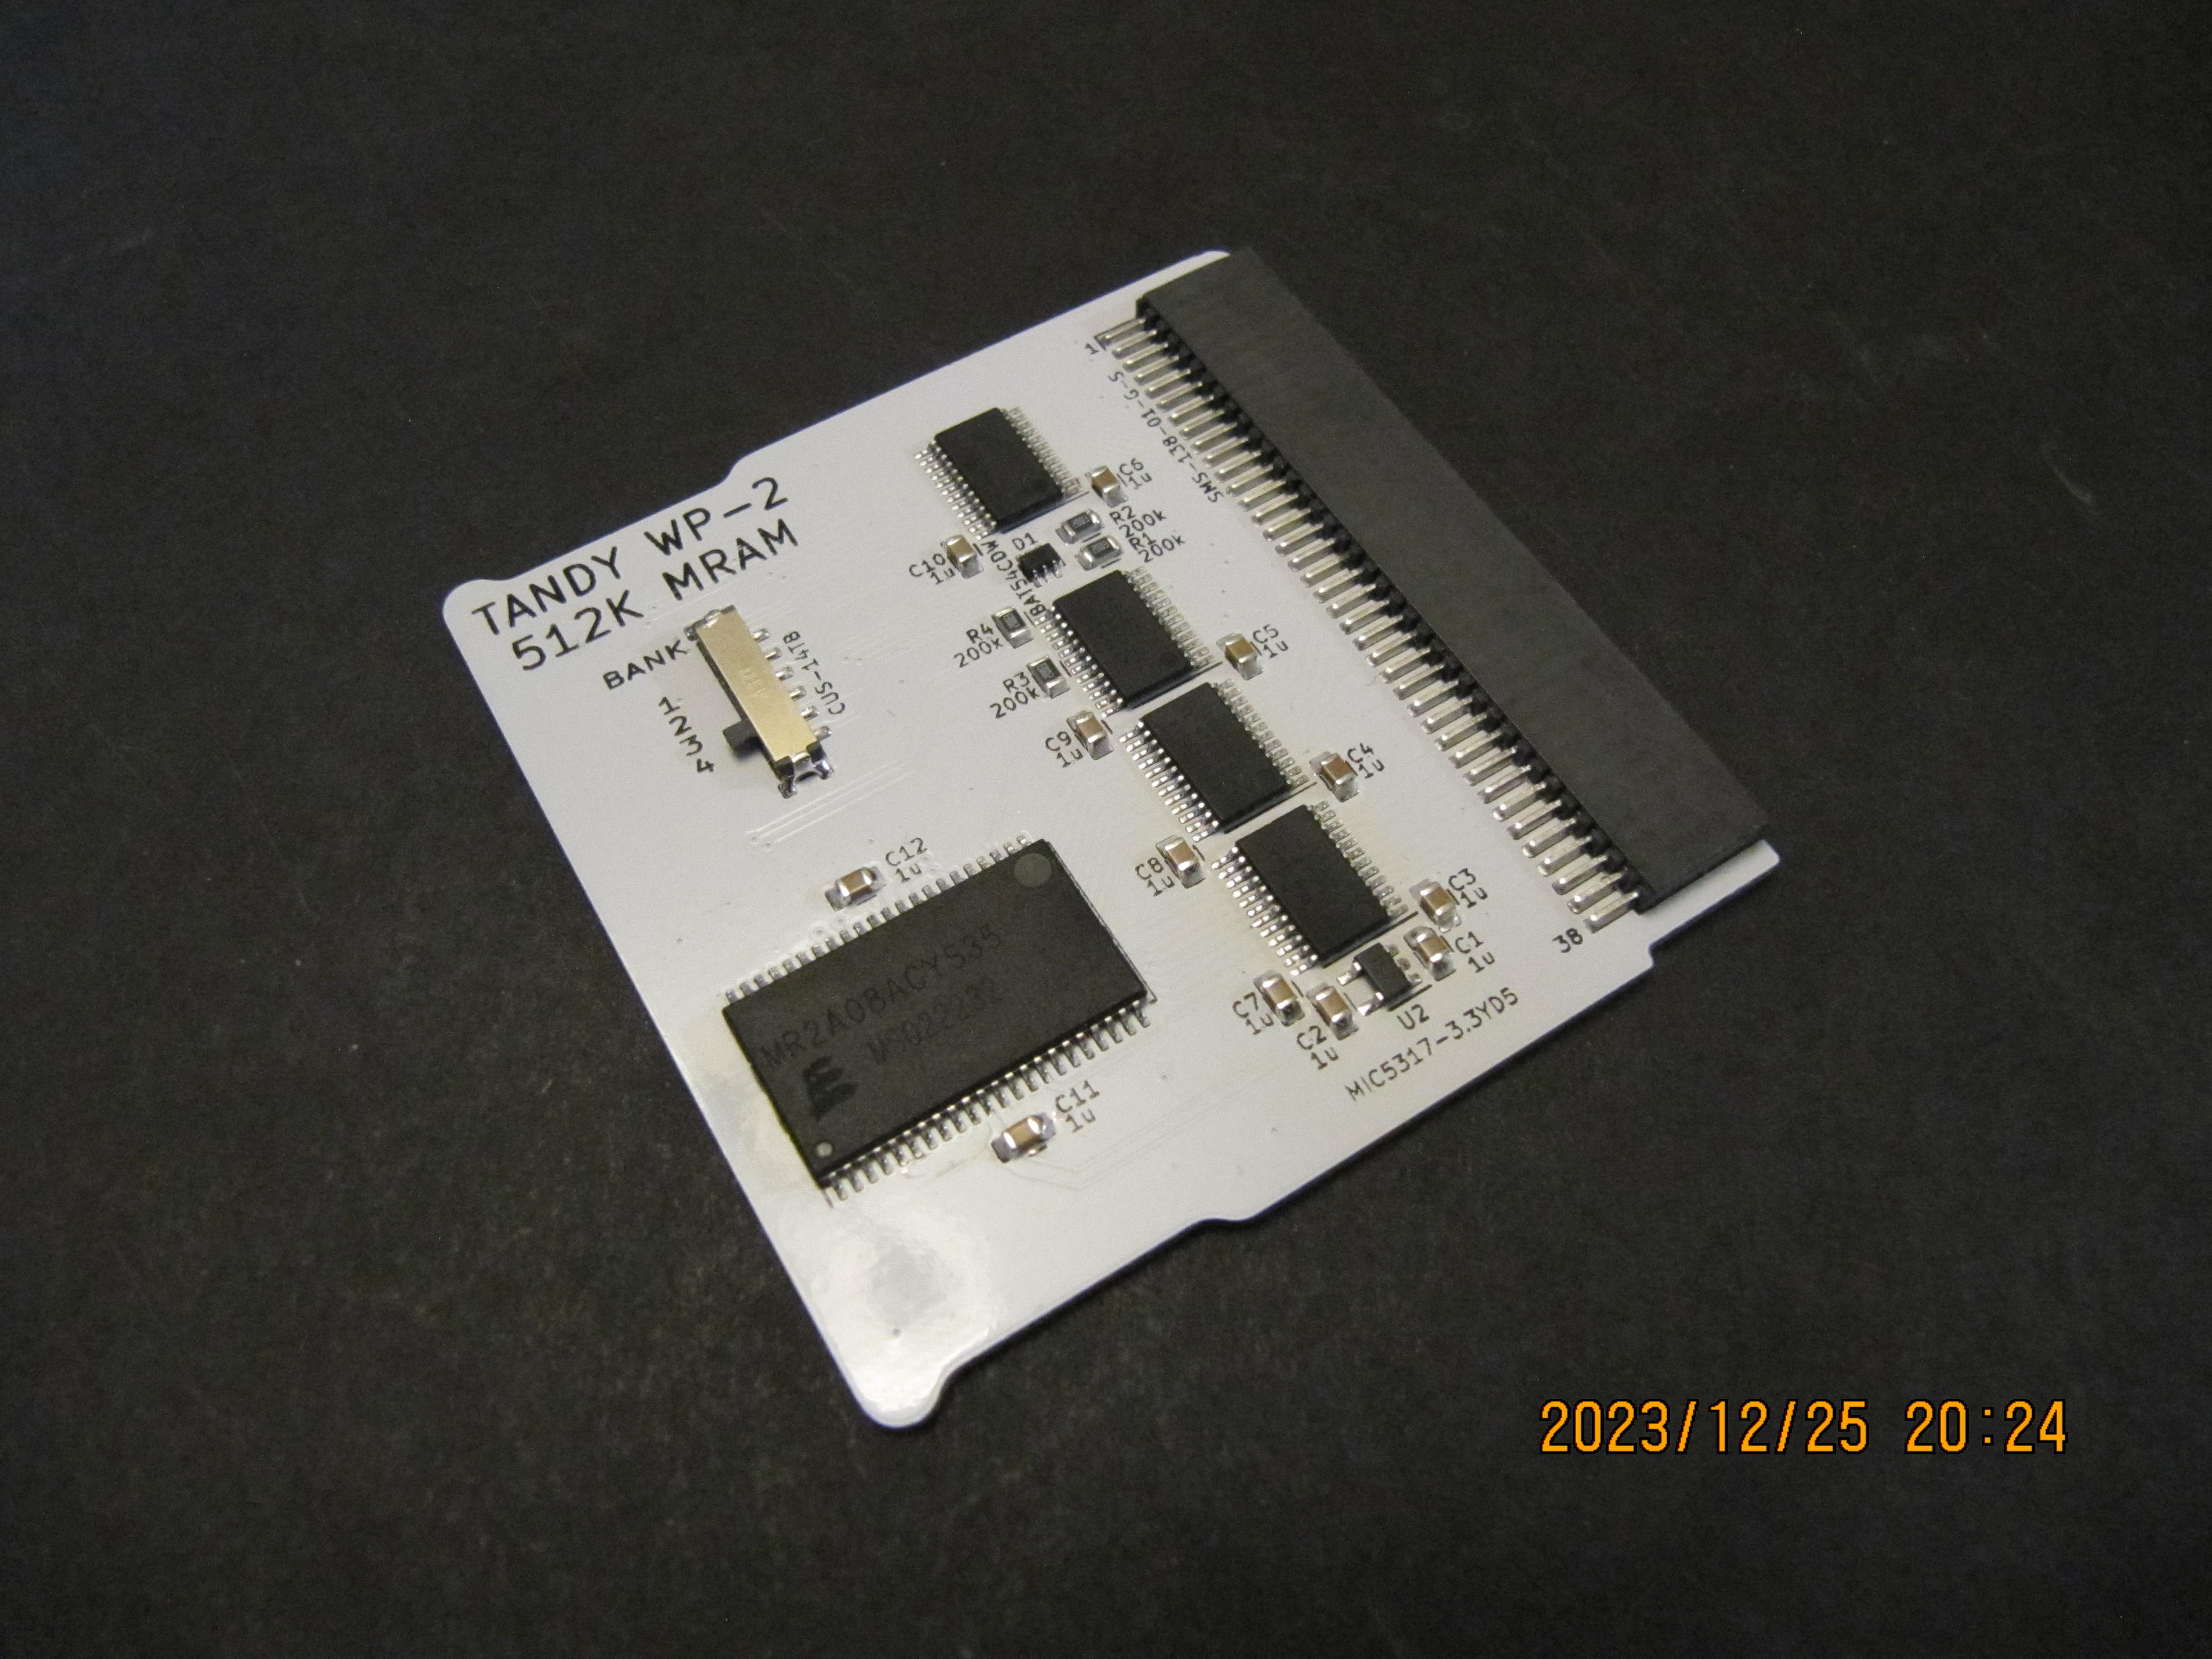 TANDY WP-2
512K MRAM
BANK
1
2
3
4
CUS-14TB
1
SMS-138-01-G-S
38
C6
1u
R2
200k
R1
200k
D1
BAT54CDW
C10
1u
R4
200k
R3
200k
C5
1u
C9
1u
C4
1u
C8
1u
C3
1u
C1
1u
C7
1u
C2
1u
U2
MIC5317-3.3YD5
C12
1u
MR2A08ACYS35
C11
1u
2023/12/25 20:24